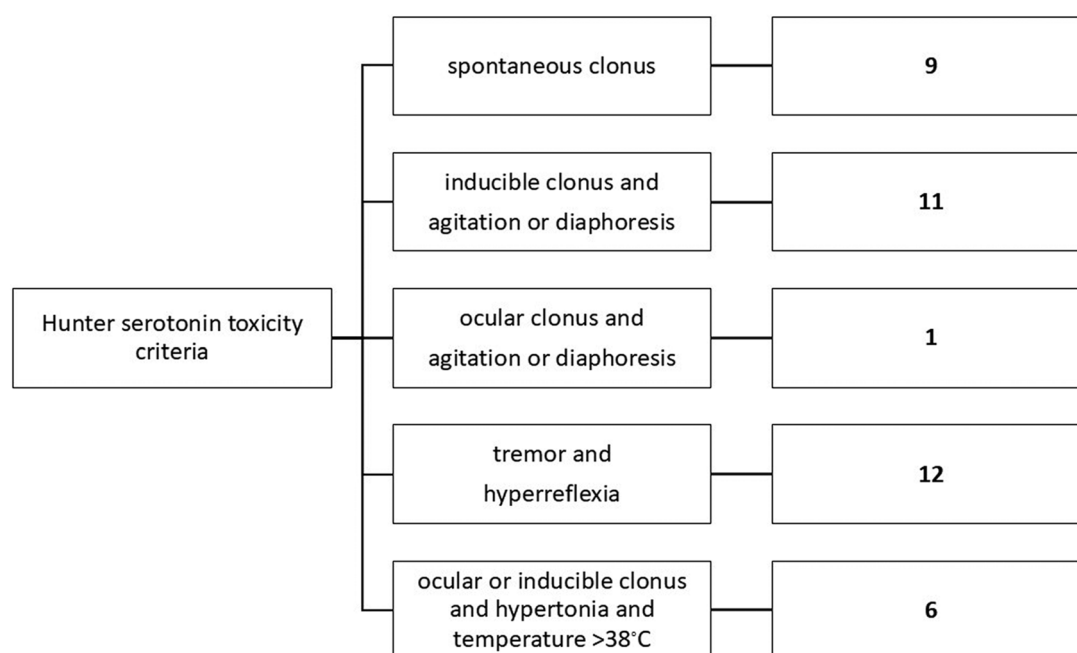 spontaneous clonus
9
inducible clonus and
agitation or diaphoresis
11
Hunter serotonin toxicity
criteria
ocular clonus and
agitation or diaphoresis
1
tremor and
hyperreflexia
12
ocular or inducible clonus
and hypertonia and
temperature >38°C
6